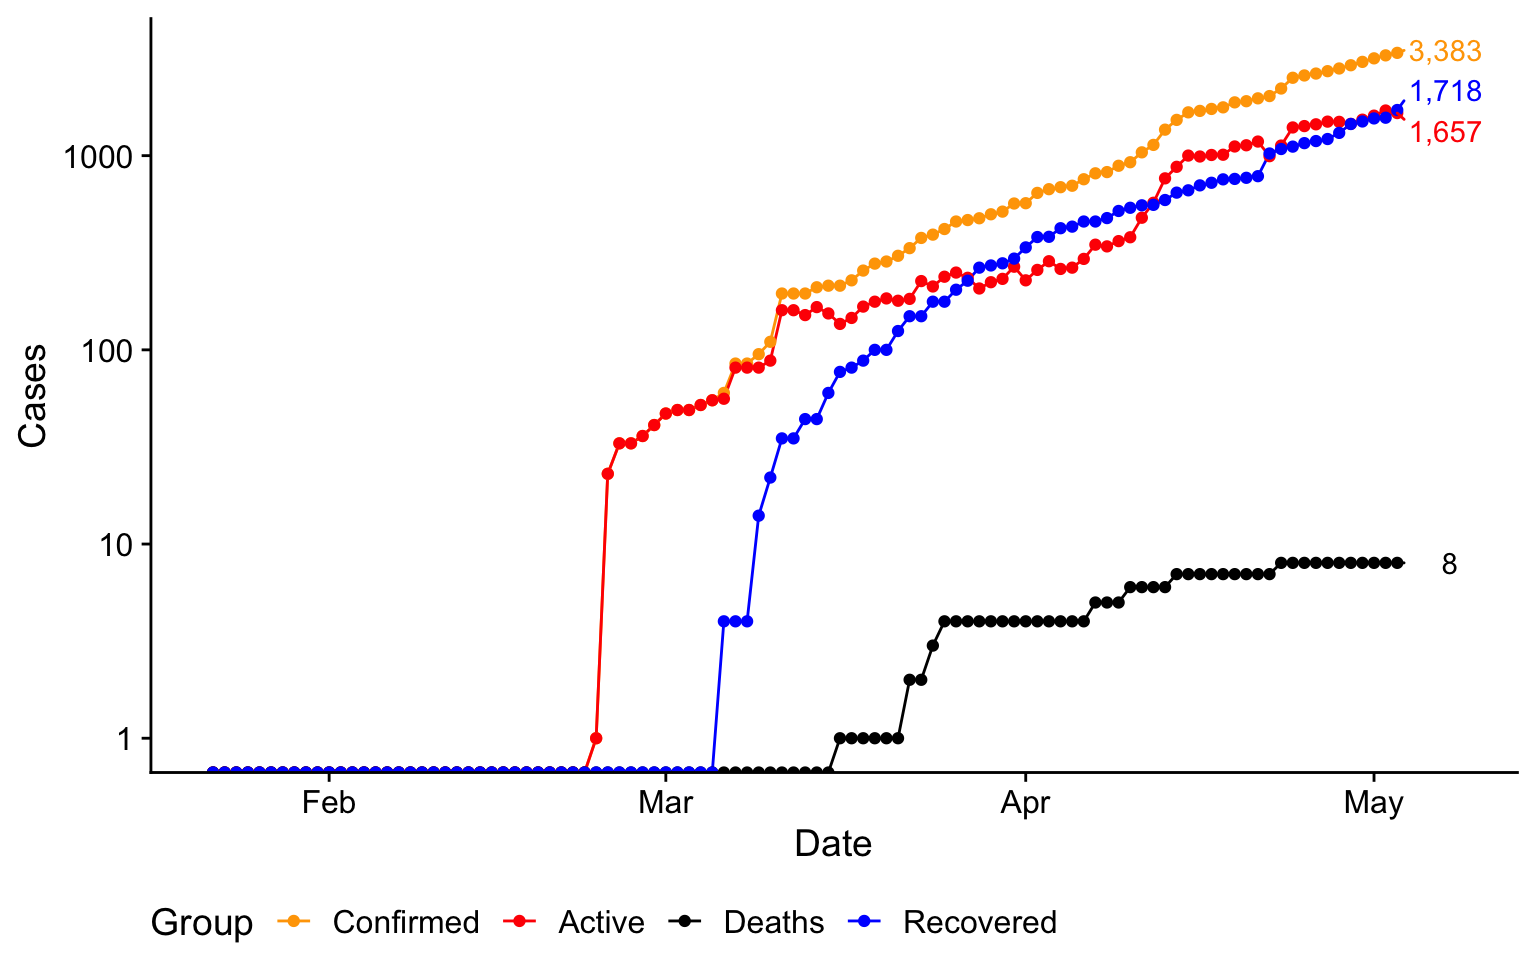 3,383
1,718
1,657
1000
100
10
1
8
Cases
Feb Mar Apr May
Date
Group Confirmed Active Deaths Recovered